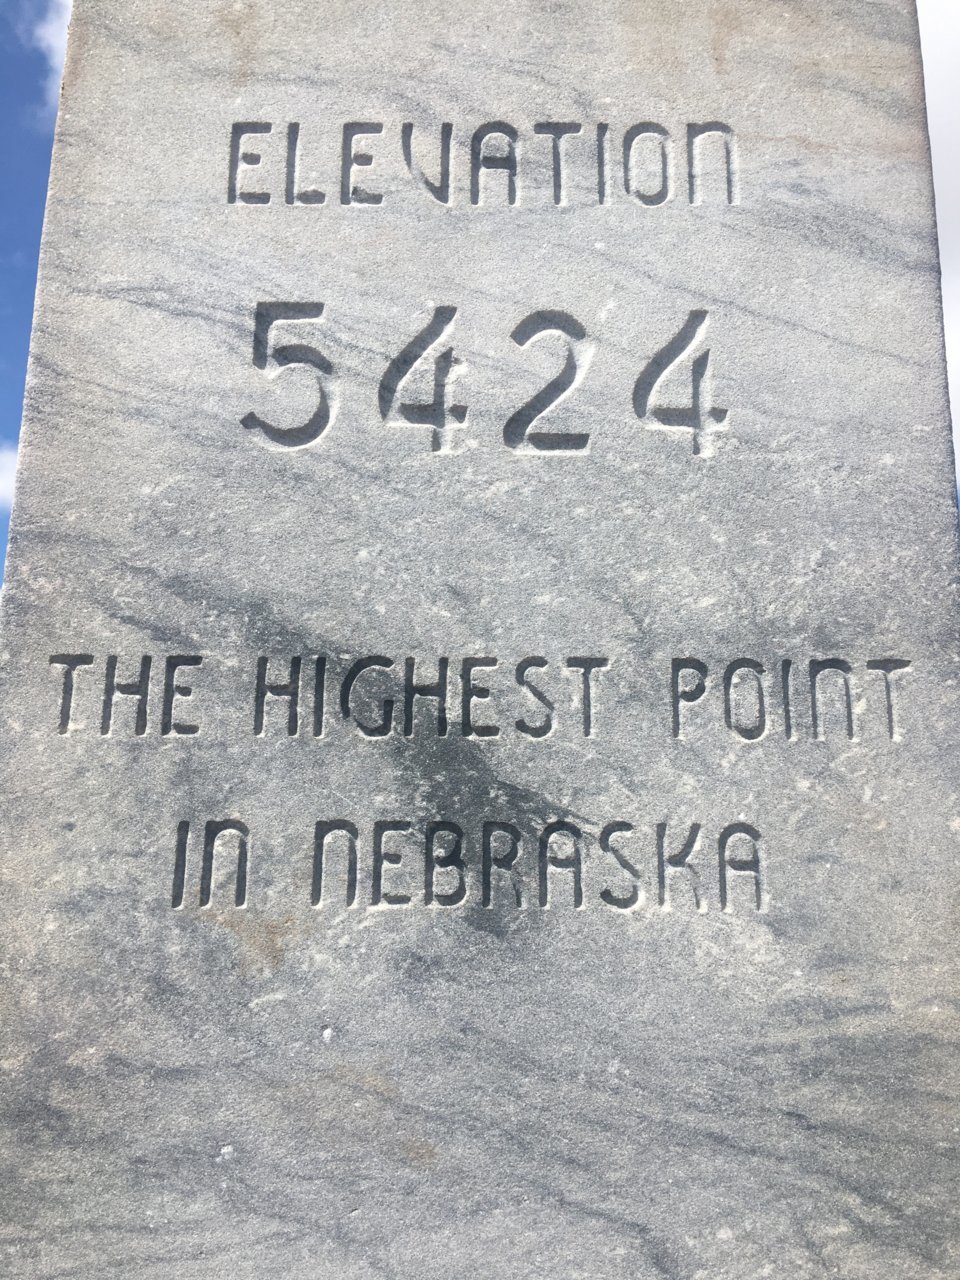 ELEVATION
5424
THE HIGHEST POINT
IN NEBRASKA